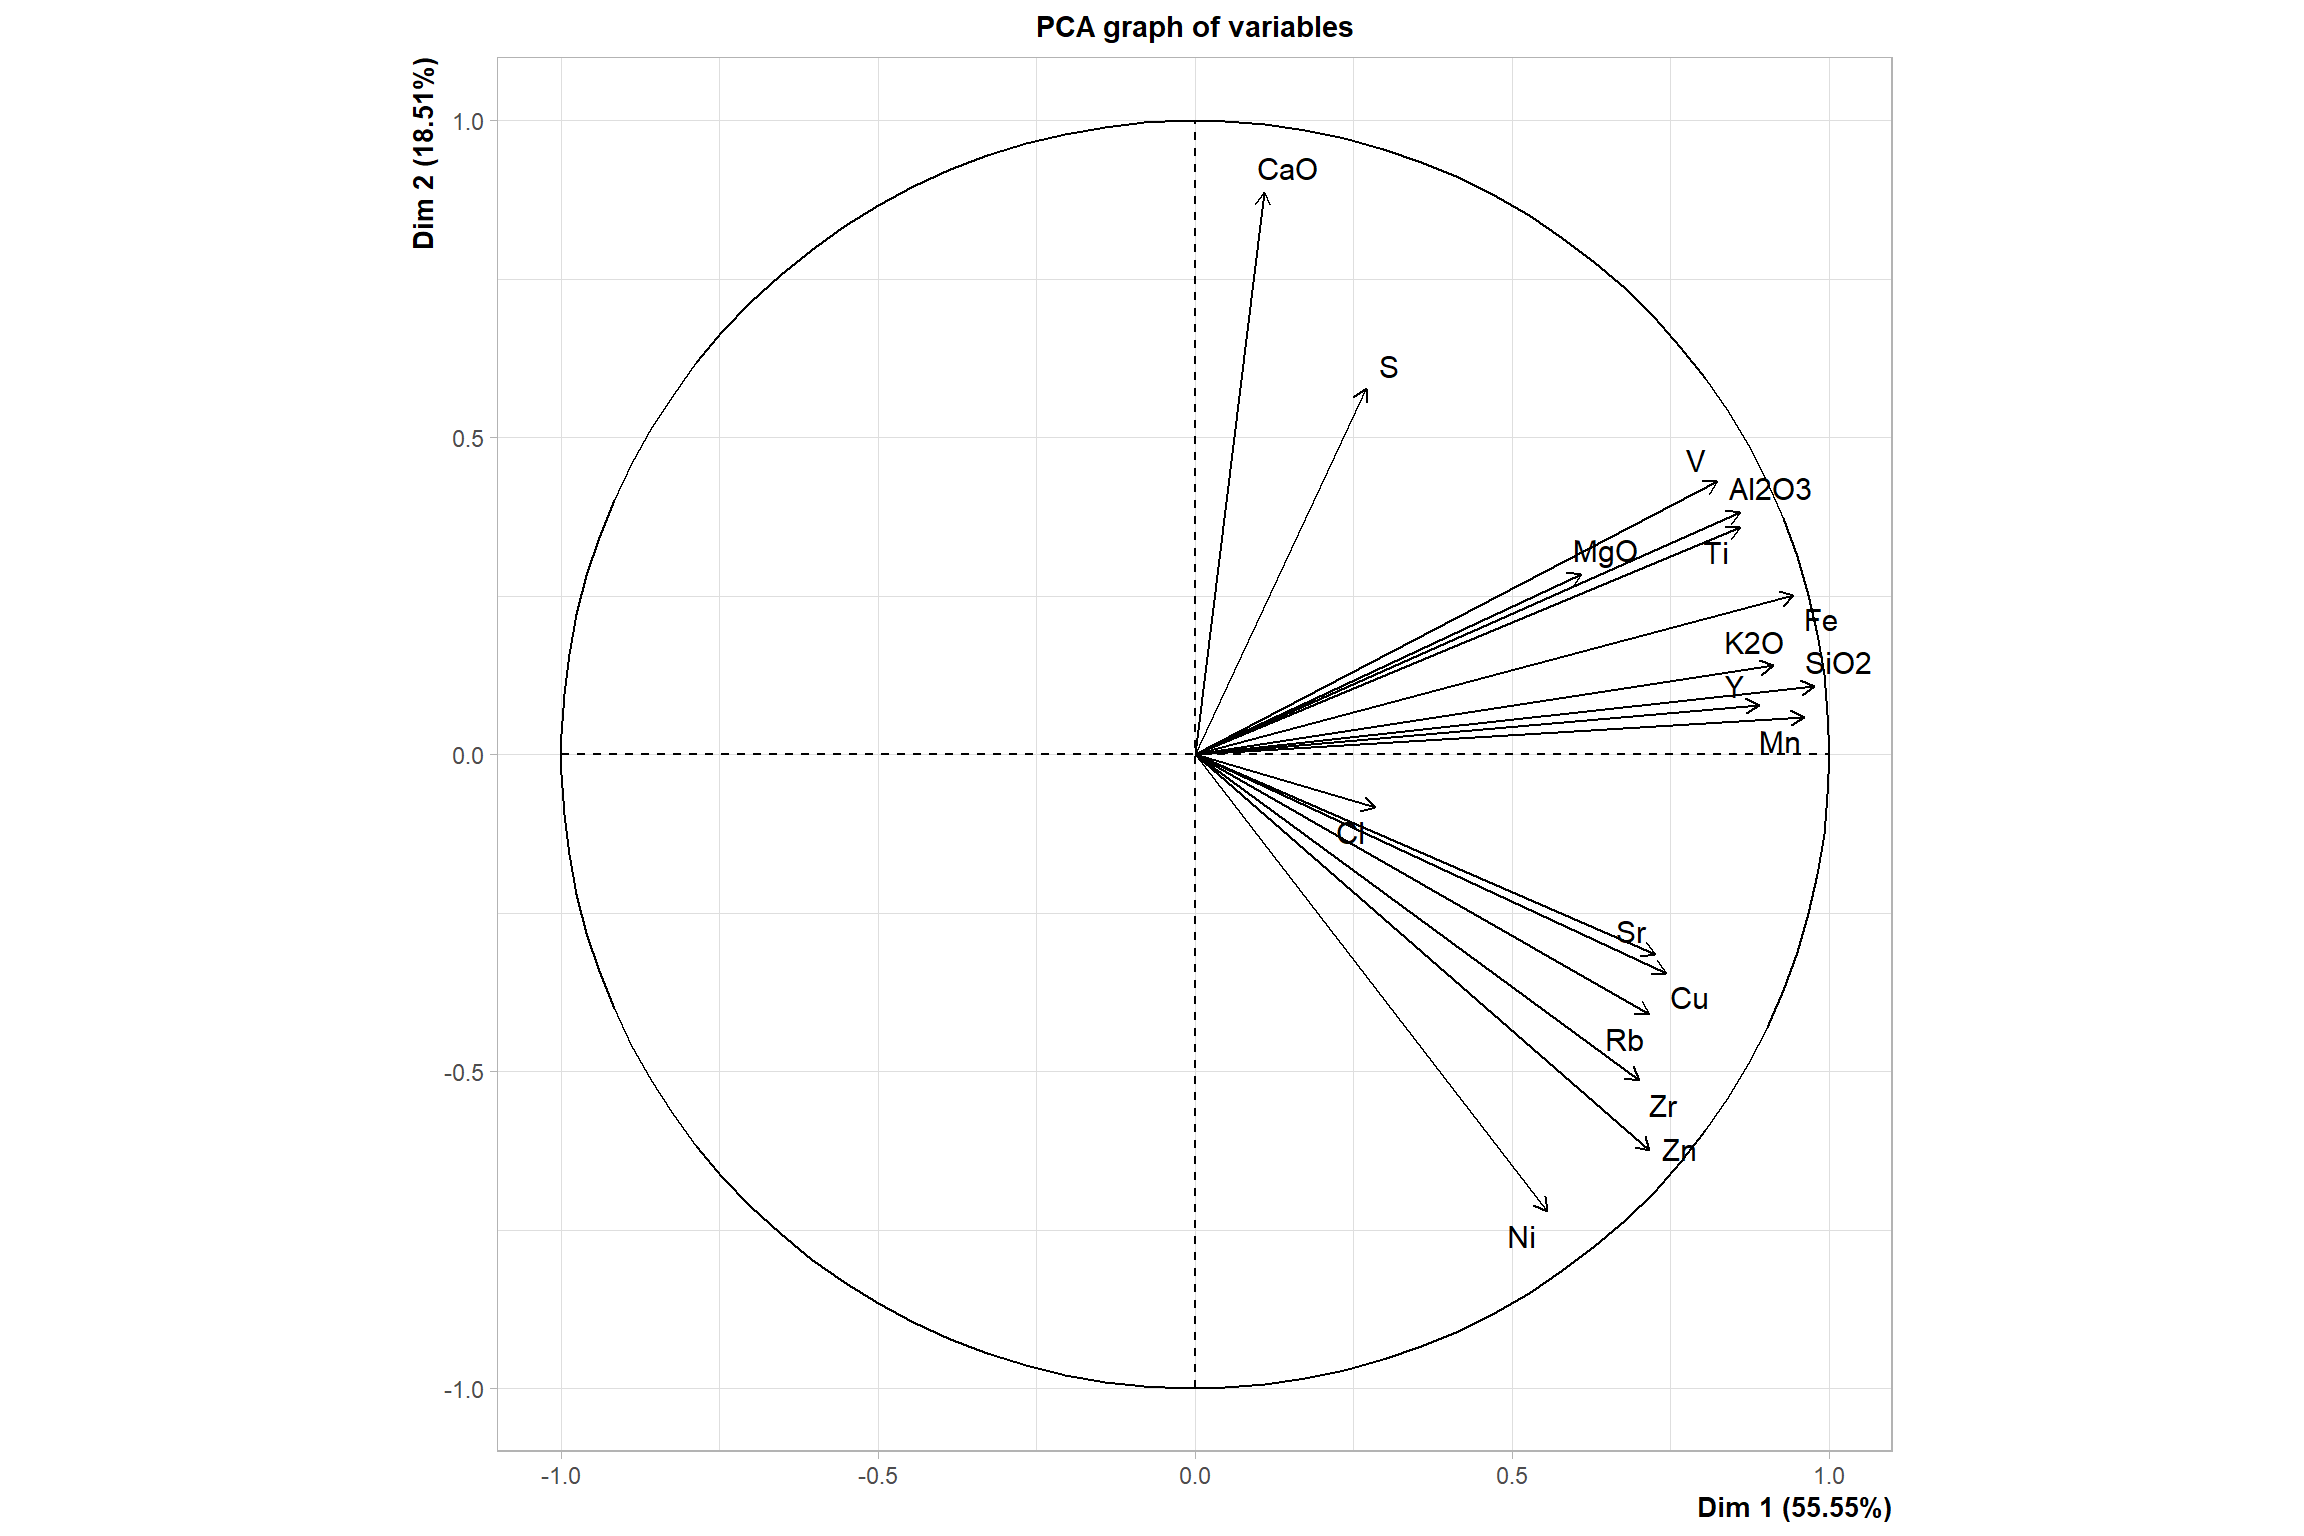 PCA graph of variables
Dim 2 (18.51%)
1.0
0.5
0.0
-0.5
-1.0
CaO
S
V
Al2O3
MgO
Ti
Fe
K2O
SiO2
Y
Mn
Cl
Sr
Cu
Rb
Zr
Zn
Ni
-1.0 -0.5 0.0 0.5 1.0
Dim 1 (55.55%)